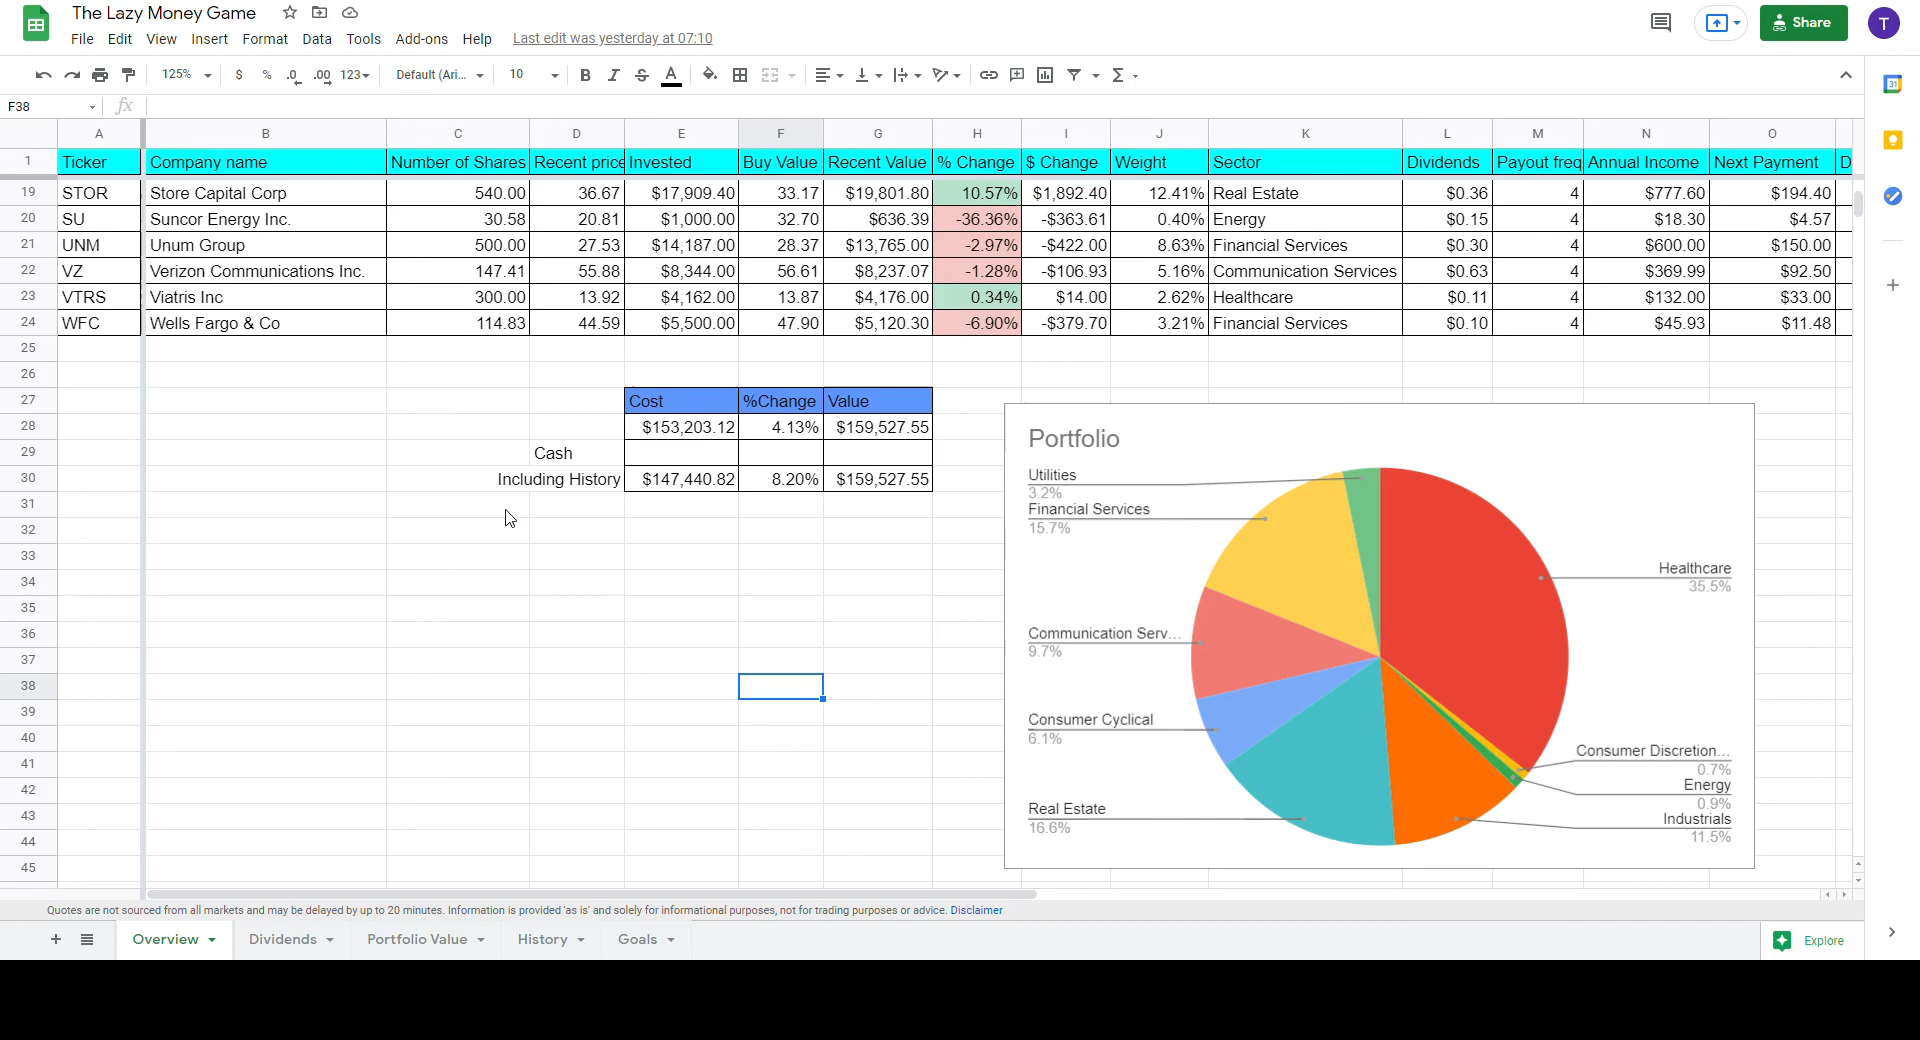 The Lazy Money Game
File Edit View Insert Format Data Tools Add-ons Help Last edit was yesterday at 07:10
Share
T
125% $ % .0 .00 123 Default (Ari... 10 B I S A Σ
31
F38 fx
A B C D E F G H I J K L M N O
1 Ticker Company name Number of Shares Recent price Invested Buy Value Recent Value % Change $ Change Weight Sector Dividends Payout freq Annual Income Next Payment D
19 STOR Store Capital Corp 540.00 36.67 $17,909.40 33.17 $19,801.80 10.57% $1,892.40 12.41% Real Estate $0.36 4 $777.60 $194.40
20 SU Suncor Energy Inc. 30.58 20.81 $1,000.00 32.70 $636.39 -36.36% -$363.61 0.40% Energy $0.15 4 $18.30 $4.57
21 UNM Unum Group 500.00 27.53 $14,187.00 28.37 $13,765.00 -2.97% -$422.00 8.63% Financial Services $0.30 4 $600.00 $150.00
22 VZ Verizon Communications Inc. 147.41 55.88 $8,344.00 56.61 $8,237.07 -1.28% -$106.93 5.16% Communication Services $0.63 4 $369.99 $92.50
23 VTRS Viatris Inc 300.00 13.92 $4,162.00 13.87 $4,176.00 0.34% $14.00 2.62% Healthcare $0.11 4 $132.00 $33.00
24 WFC Wells Fargo & Co 114.83 44.59 $5,500.00 47.90 $5,120.30 -6.90% -$379.70 3.21% Financial Services $0.10 4 $45.93 $11.48
25
26
27 Cost %Change Value
28 $153,203.12 4.13% $159,527.55
29 Cash
30 Including History $147,440.82 8.20% $159,527.55
31
32
33
34
35
36
37
38
39
40
41
42
43
44
45
Portfolio
Utilities
3.2%
Financial Services
15.7%
Healthcare
35.5%
Communication Serv...
9.7%
Consumer Cyclical
6.1%
Consumer Discretion...
0.7%
Energy
0.9%
Real Estate
16.6%
Industrials
11.5%
Quotes are not sourced from all markets and may be delayed by up to 20 minutes. Information is provided 'as is' and solely for informational purposes, not for trading purposes or advice. Disclaimer
Overview Dividends Portfolio Value History Goals Explore